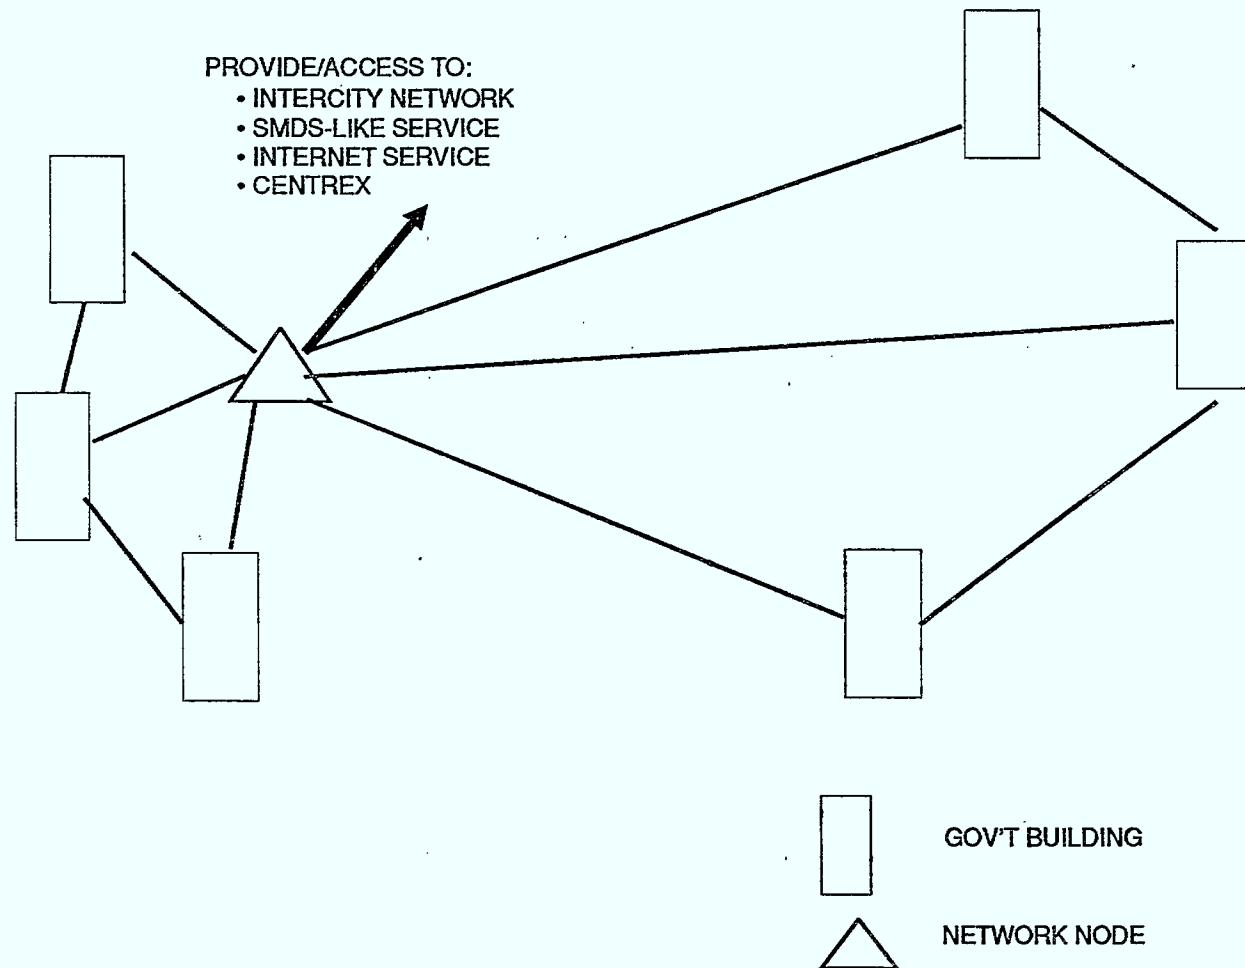 PROVIDE/ACCESS TO:
• INTERCITY NETWORK
• SMDS-LIKE SERVICE
• INTERNET SERVICE
• CENTREX
GOV'T BUILDING
NETWORK NODE